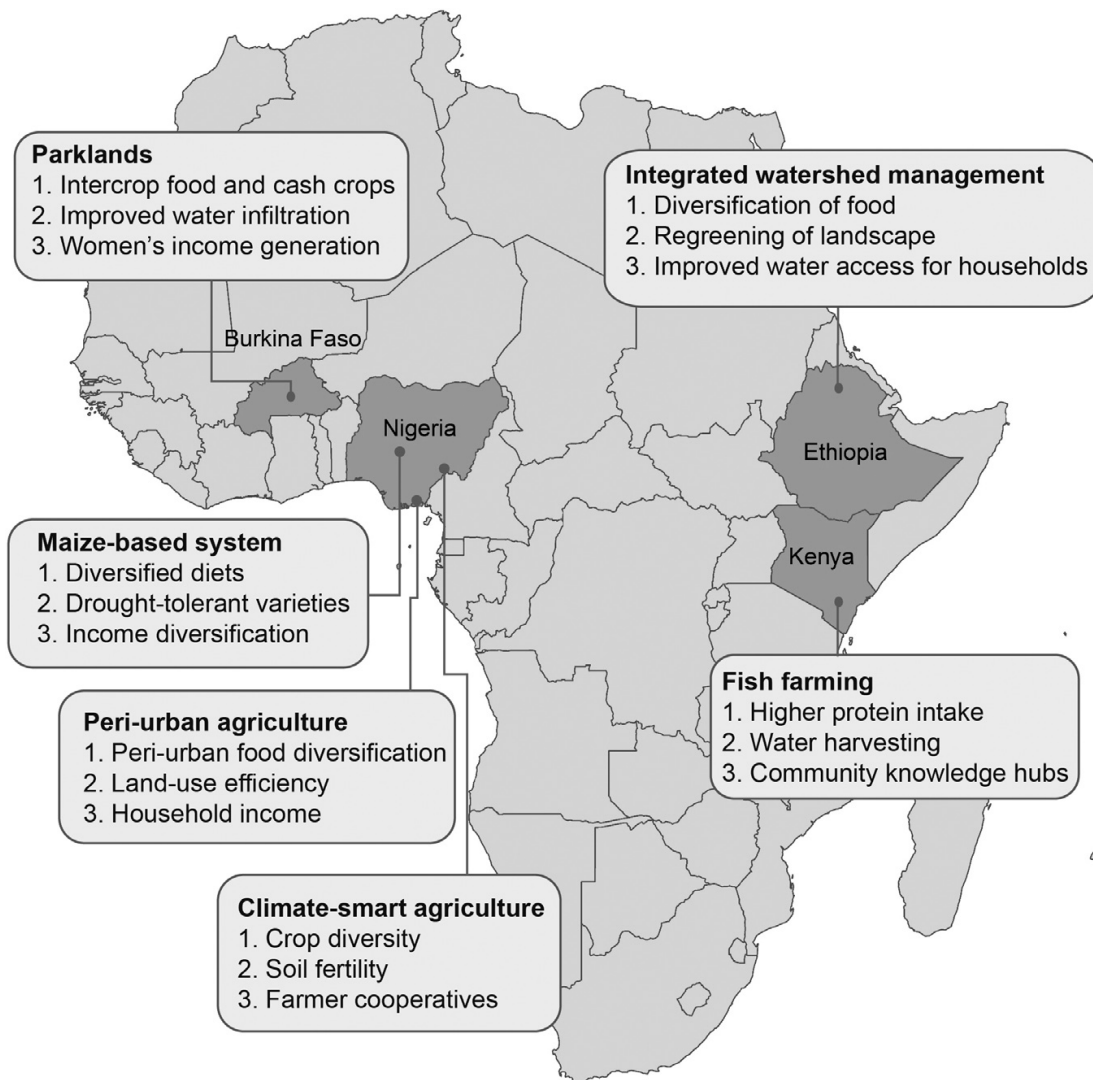 Parklands
1. Intercrop food and cash crops
2. Improved water infiltration
3. Women’s income generation
Integrated watershed management
1. Diversification of food
2. Regreening of landscape
3. Improved water access for households
Burkina Faso
Nigeria
Ethiopia
Kenya
Maize-based system
1. Diversified diets
2. Drought-tolerant varieties
3. Income diversification
Peri-urban agriculture
1. Peri-urban food diversification
2. Land-use efficiency
3. Household income
Fish farming
1. Higher protein intake
2. Water harvesting
3. Community knowledge hubs
Climate-smart agriculture
1. Crop diversity
2. Soil fertility
3. Farmer cooperatives